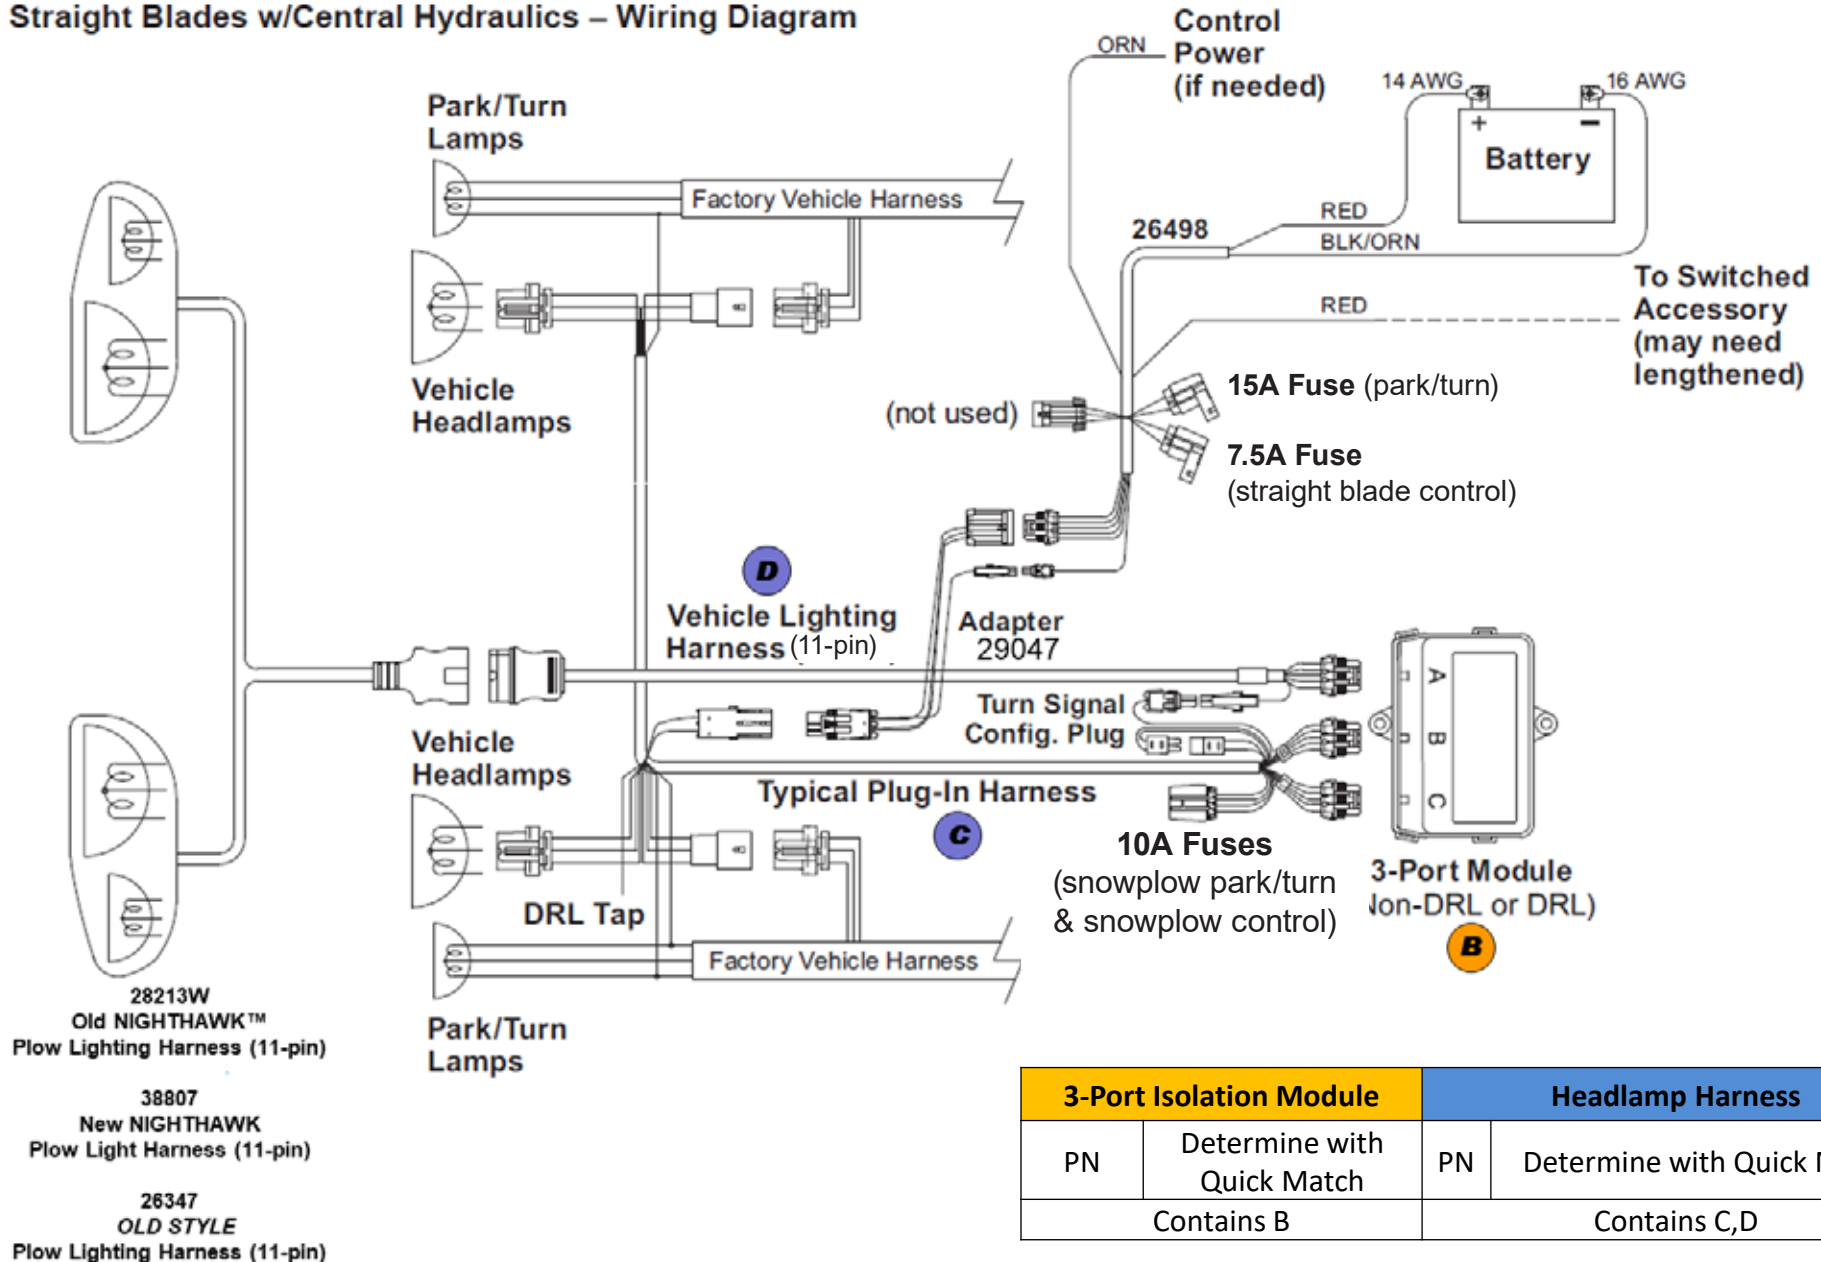 Straight Blades w/Central Hydraulics – Wiring Diagram
Control
Power
(if needed)
ORN
14 AWG
16 AWG
+
–
Battery
Park/Turn
Lamps
Factory Vehicle Harness
RED
26498
BLK/ORN
To Switched
Accessory
(may need
lengthened)
RED
Vehicle
Headlamps
15A Fuse (park/turn)
(not used)
7.5A Fuse
(straight blade control)
D
Vehicle Lighting
Harness (11-pin)
Adapter
29047
A
B
C
Turn Signal
Config. Plug
Vehicle
Headlamps
Typical Plug-In Harness
C
10A Fuses
(snowplow park/turn
& snowplow control)
3-Port Module
Non-DRL or DRL)
B
DRL Tap
Factory Vehicle Harness
Park/Turn
Lamps
28213W
Old NIGHTHAWK™
Plow Lighting Harness (11-pin)
38807
New NIGHTHAWK
Plow Light Harness (11-pin)
26347
OLD STYLE
Plow Lighting Harness (11-pin)
3-Port Isolation Module
Headlamp Harness
PN
Determine with
Quick Match
PN
Determine with Quick
Contains B
Contains C,D